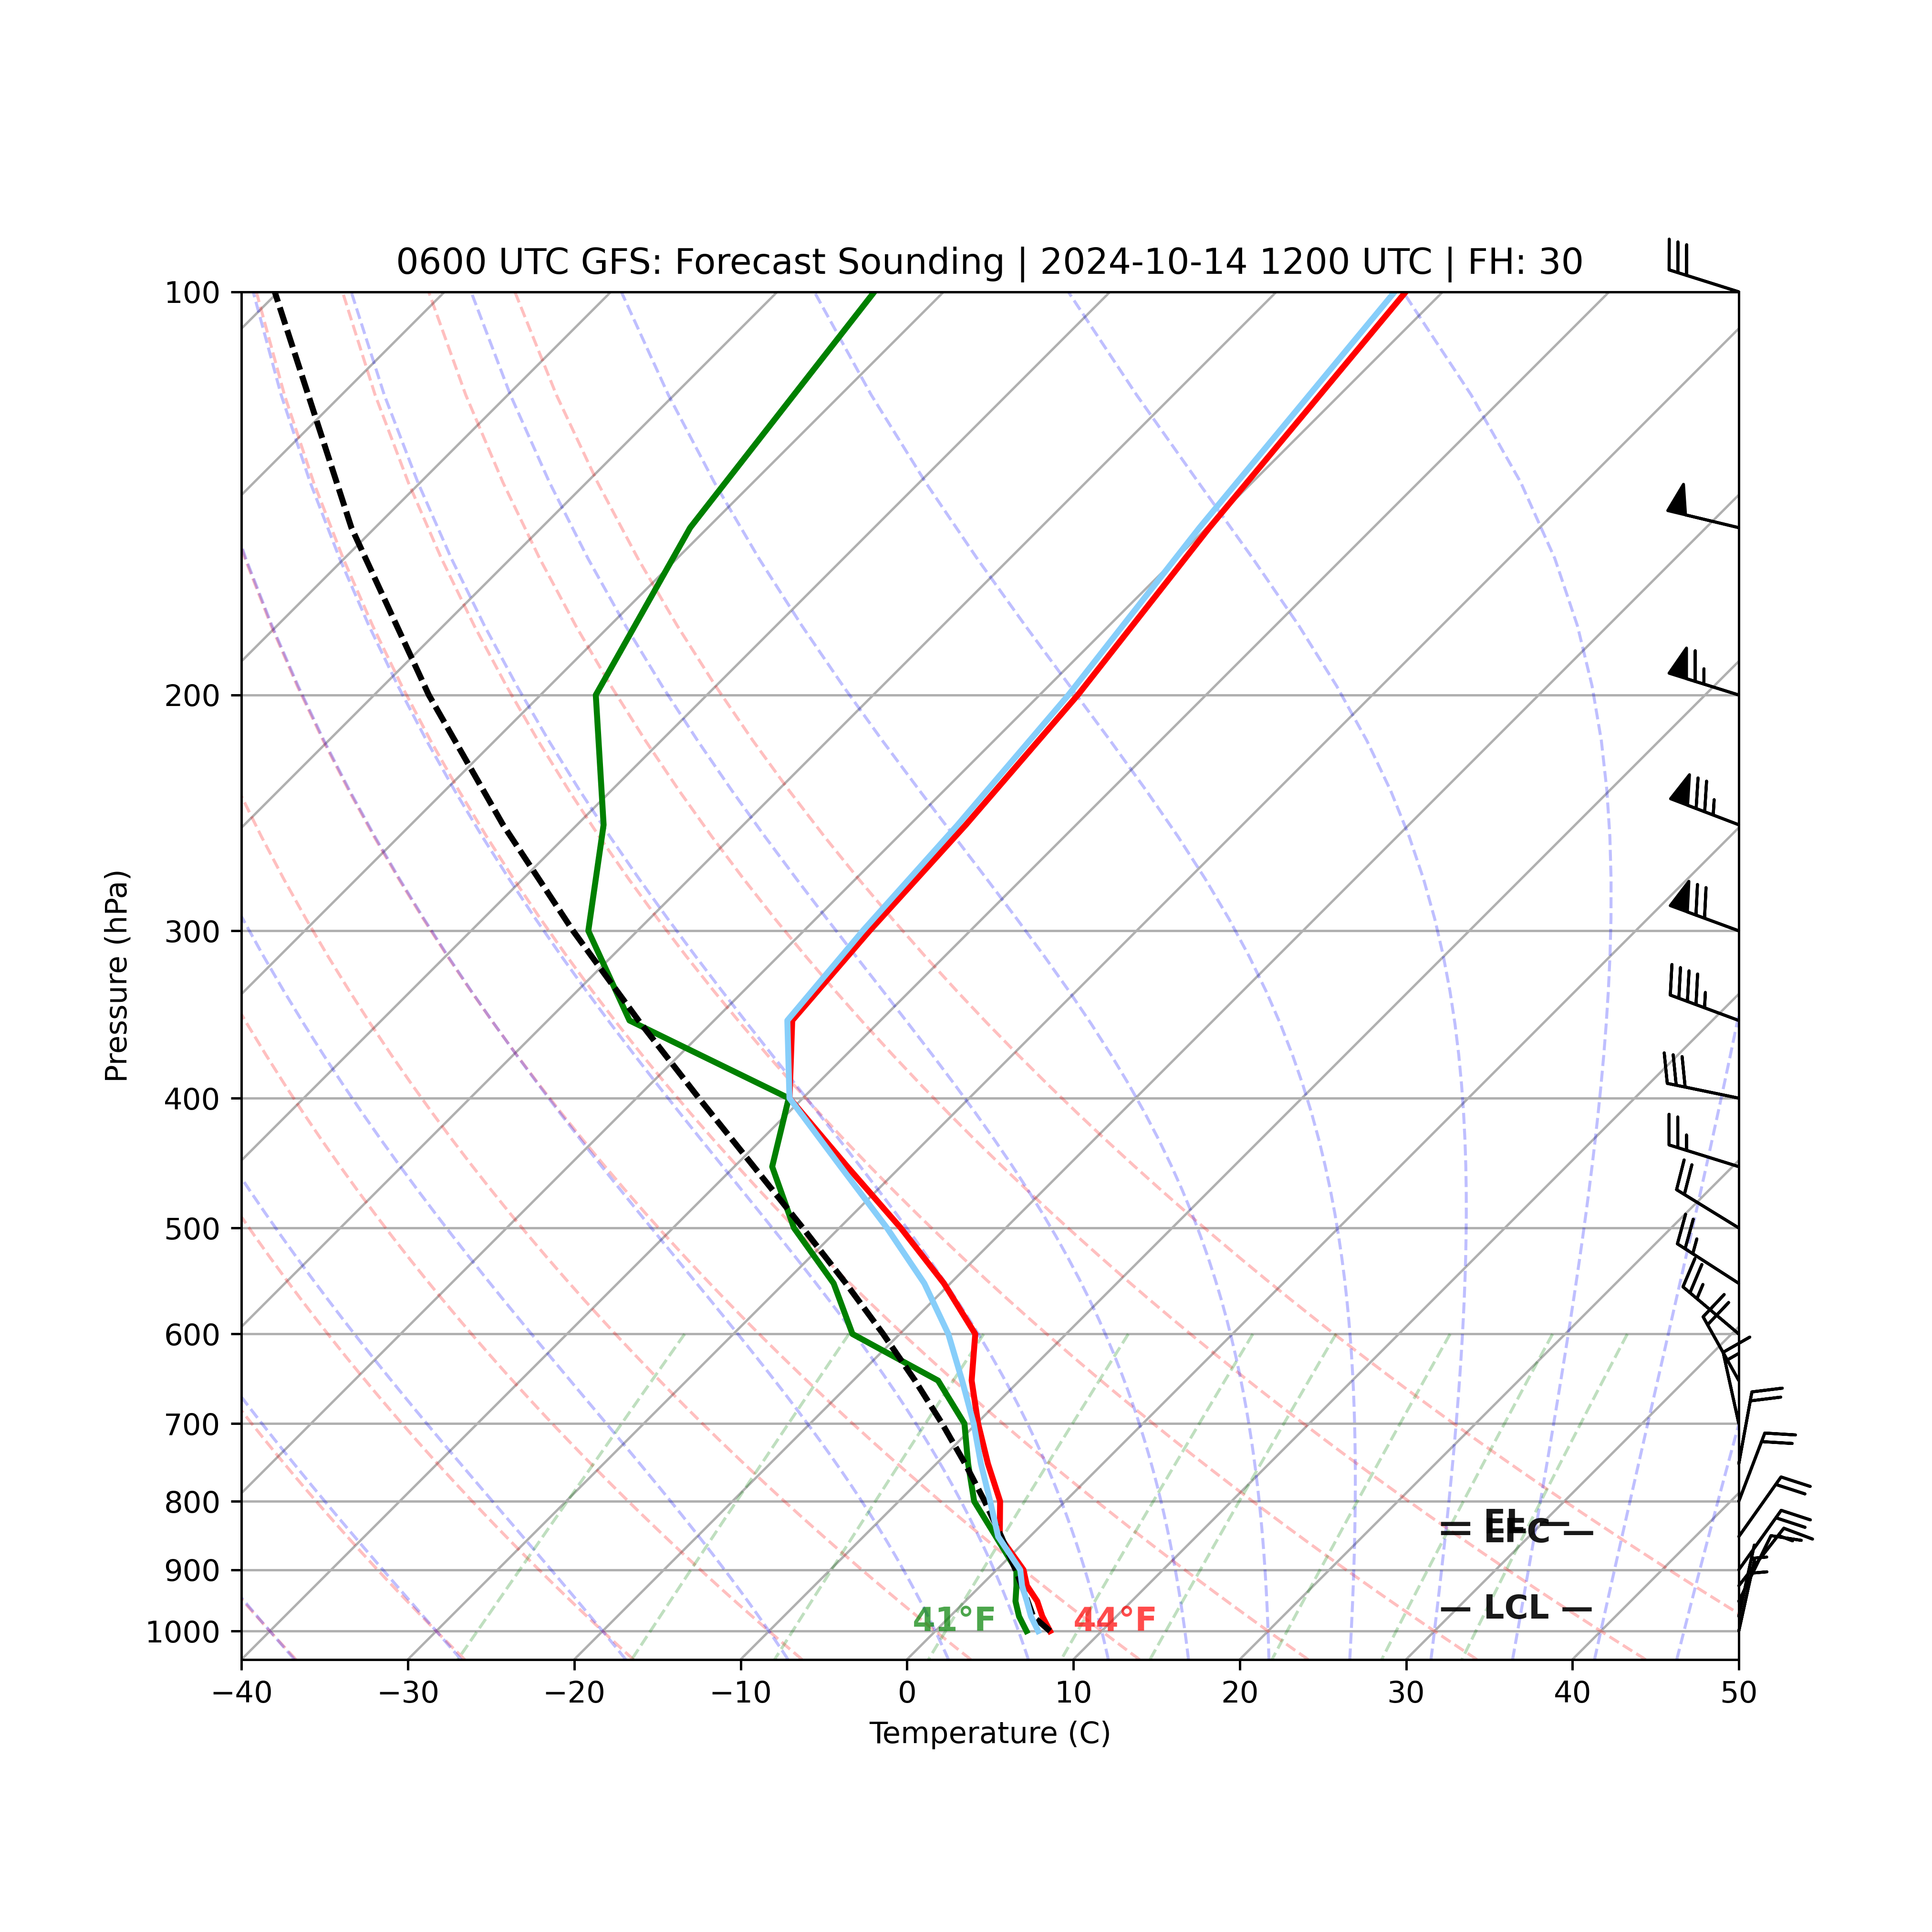 0600 UTC GFS: Forecast Sounding | 2024-10-14 1200 UTC | FH: 30
100
200
300
400
500
600
700
800
900
1000
Pressure (hPa)
— EL —
— LFC —
— LCL —
41°F
44°F
−40 −30 −20 −10 0 10 20 30 40 50
Temperature (C)